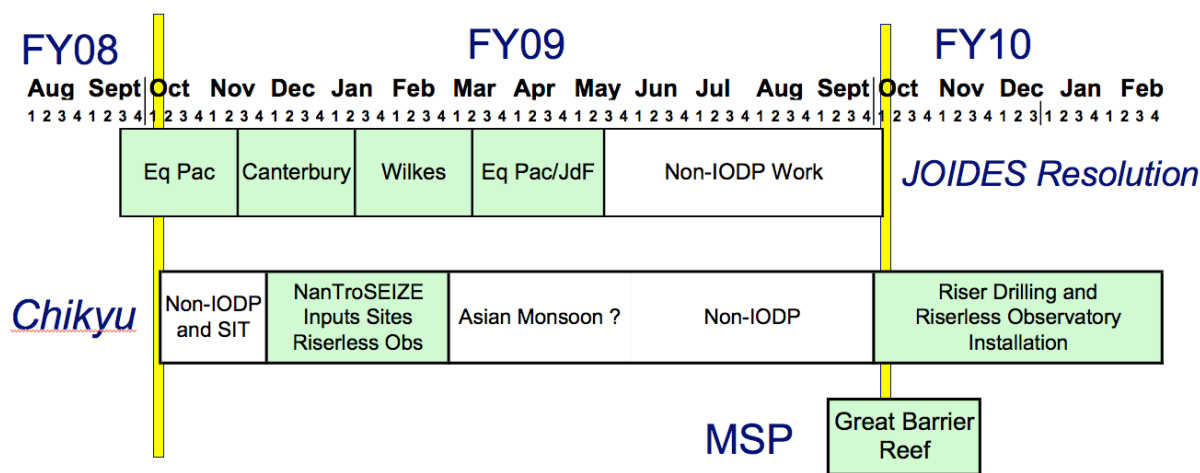 FY08 FY09 FY10
Aug Sept Oct Nov Dec Jan Feb Mar Apr May Jun Jul Aug Sept Oct Nov Dec Jan Feb
1 2 3 4 1 2 3 4 1 2 3 4 1 2 3 4 1 2 3 4 1 2 3 4 1 2 3 4 1 2 3 4 1 2 3 4 1 2 3 4 1 2 3 4 1 2 3 4 1 2 3 4 1 2 3 4 1 2 3 4 1 2 3 4 1 2 3 1 2 3 4 1 2 3 4
Eq Pac Canterbury Wilkes Eq Pac/JdF Non-IODP Work JOIDES Resolution
Chikyu
Non-IODP
and SIT
NanTroSEIZE
Inputs Sites
Riserless Obs
Asian Monsoon ?
Non-IODP
Riser Drilling and
Riserless Observatory
Installation
MSP
Great Barrier
Reef